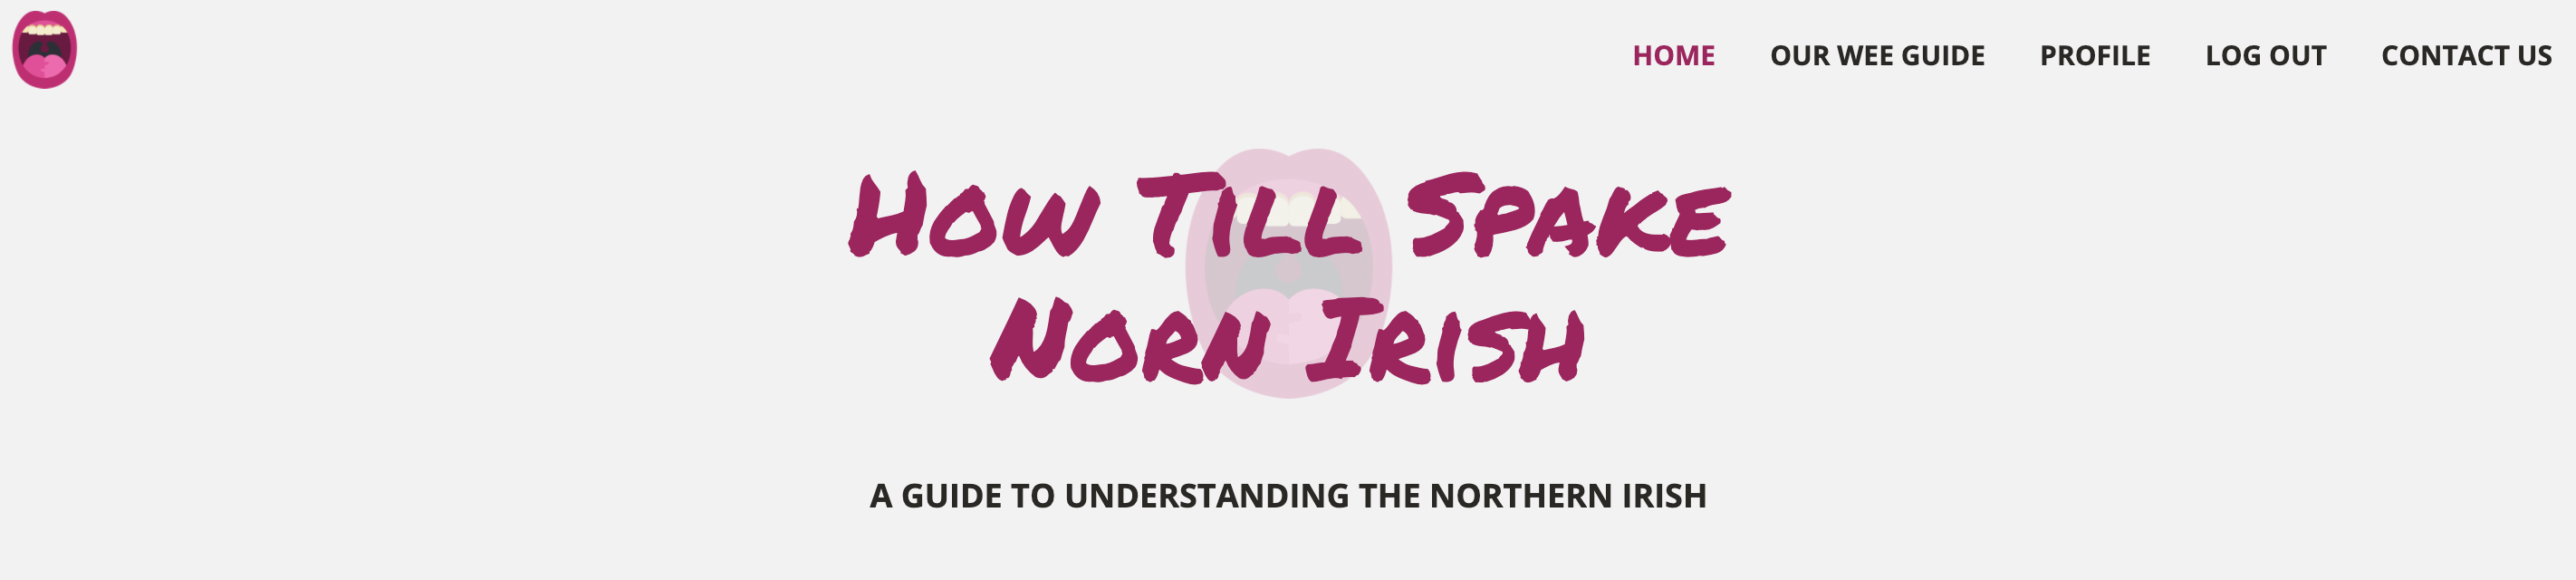 HOME OUR WEE GUIDE PROFILE LOG OUT CONTACT US
How Till Spake
Norn Irish
A GUIDE TO UNDERSTANDING THE NORTHERN IRISH